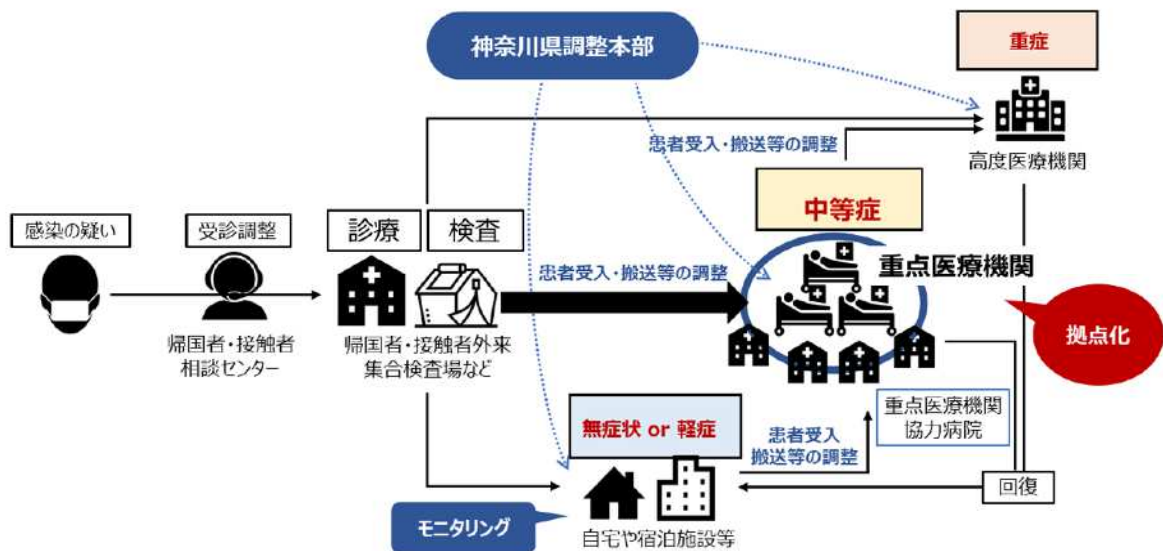 神奈川県調整本部
重症
高度医療機関
患者受入・搬送等の調整
中等症
感染の疑い
受診調整
診療
検査
患者受入・搬送等の調整
重点医療機関
拠点化
帰国者・接触者
相談センター
帰国者・接触者外来
集合検査場など
重点医療機関
協力病院
無症状 or 軽症
患者受入
搬送等の調整
回復
モニタリング
自宅や宿泊施設等